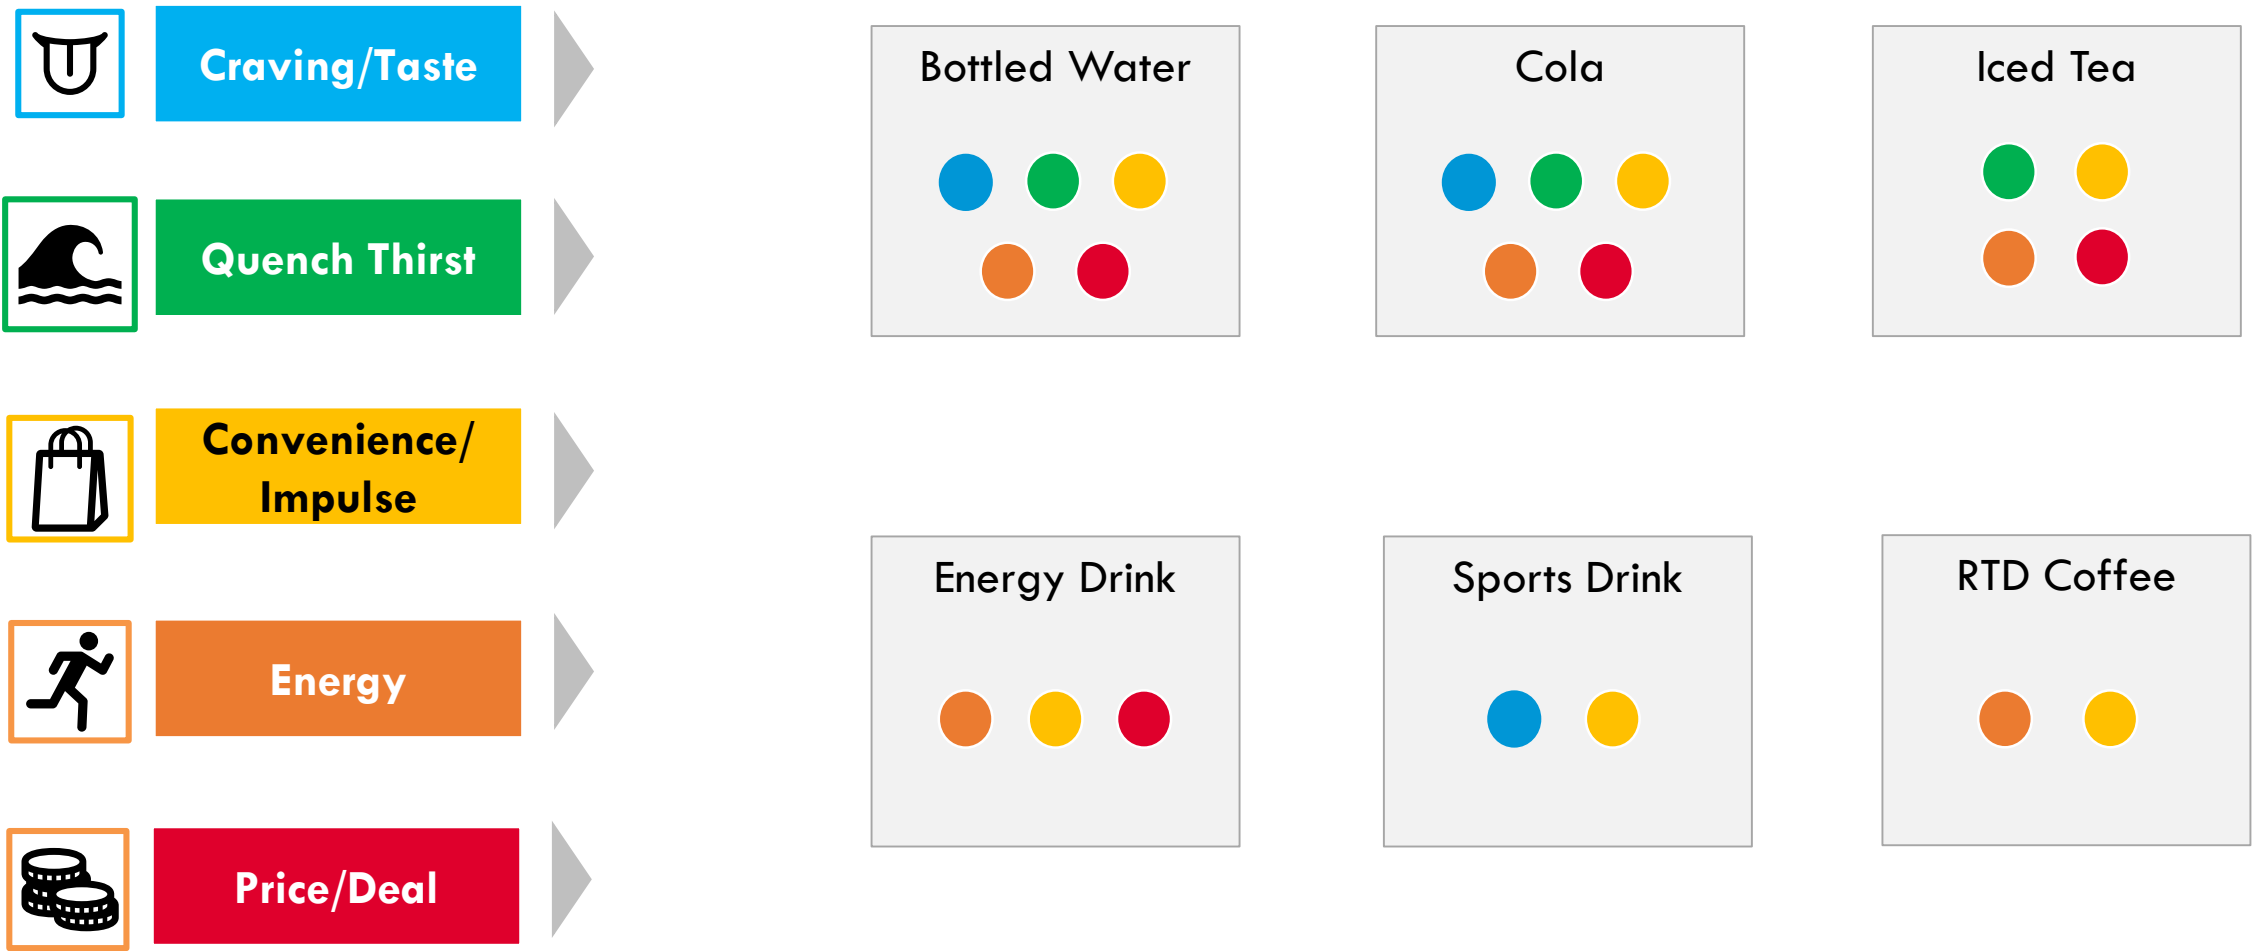 Craving/Taste
Quench Thirst
Convenience/
Impulse
Energy
Price/Deal
Bottled Water
Cola
Iced Tea
Energy Drink
Sports Drink
RTD Coffee